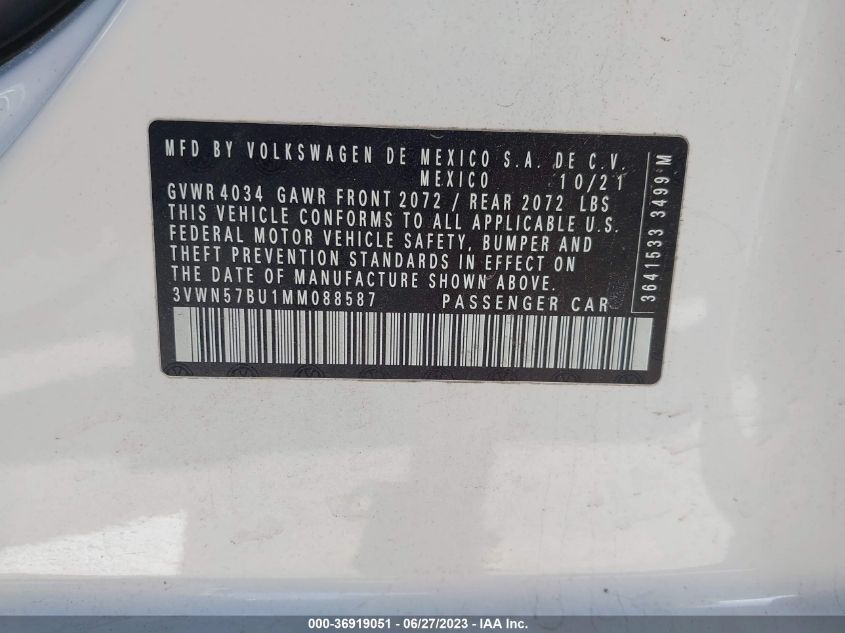 MFD BY VOLKSWAGEN DE MEXICO S.A. DE C.V.
MEXICO 10/21
GVWR 4034 GAWR FRONT 2072 / REAR 2072 LBS
THIS VEHICLE CONFORMS TO ALL APPLICABLE U.S.
FEDERAL MOTOR VEHICLE SAFETY, BUMPER AND
THEFT PREVENTION STANDARDS IN EFFECT ON
THE DATE OF MANUFACTURE SHOWN ABOVE.
3VWN57BU1MM088587 PASSENGER CAR
3641533 3499 M
000-36919051 - 06/27/2023 - IAA Inc.